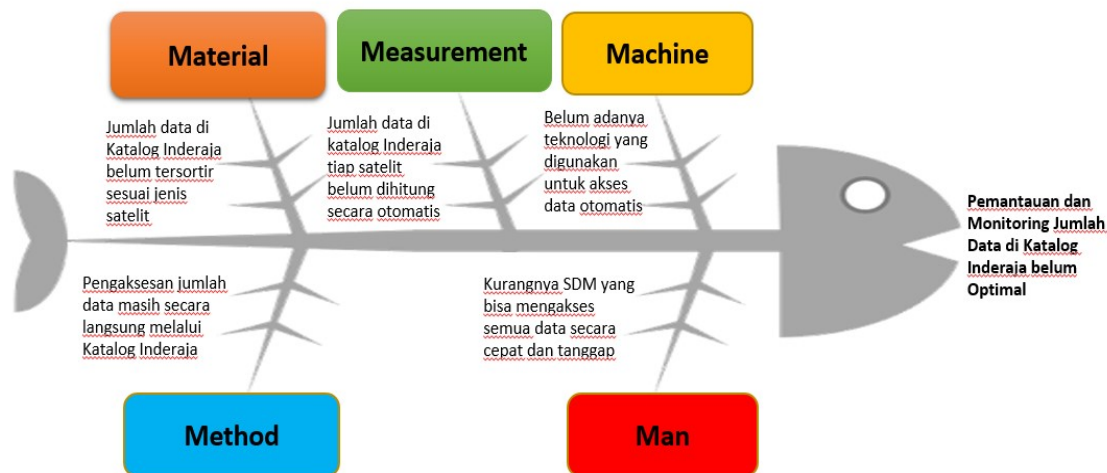 Material
Measurement
Machine
Jumlah data di
Katalog Inderaja
belum tersortir
sesuai jenis
satelit
Jumlah data di
katalog Inderaja
tiap satelit
belum dihitung
secara otomatis
Belum adanya
teknologi yang
digunakan
untuk akses
data otomatis
Pemantauan dan
Monitoring Jumlah
Data di Katalog
Inderaja belum
Optimal
Pengaksesan jumlah
data masih secara
langsung melalui
Katalog Inderaja
Kurangnya SDM yang
bisa mengakses
semua data secara
cepat dan tanggap
Method
Man